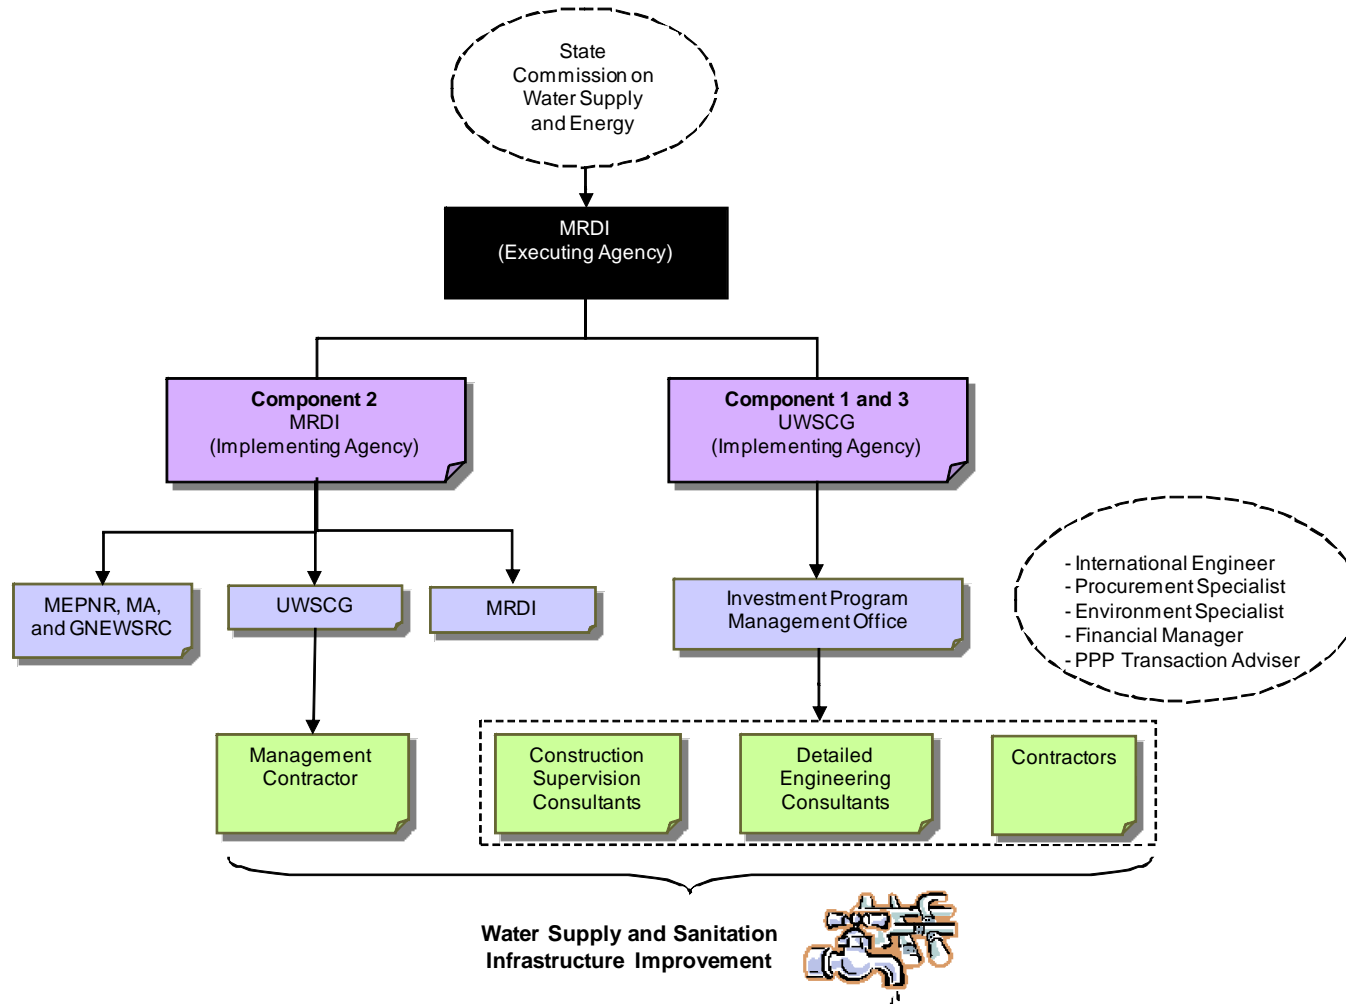 State
Commission on
Water Supply
and Energy
MRDI
(Executing Agency)
Component 2
MRDI
(Implementing Agency)
Component 1 and 3
UWSCG
(Implementing Agency)
MEPNR, MA,
and GNEWSRC
UWSCG
MRDI
Investment Program
Management Office
- International Engineer
- Procurement Specialist
- Environment Specialist
- Financial Manager
- PPP Transaction Adviser
Management
Contractor
Construction
Supervision
Consultants
Detailed
Engineering
Consultants
Contractors
Water Supply and Sanitation
Infrastructure Improvement